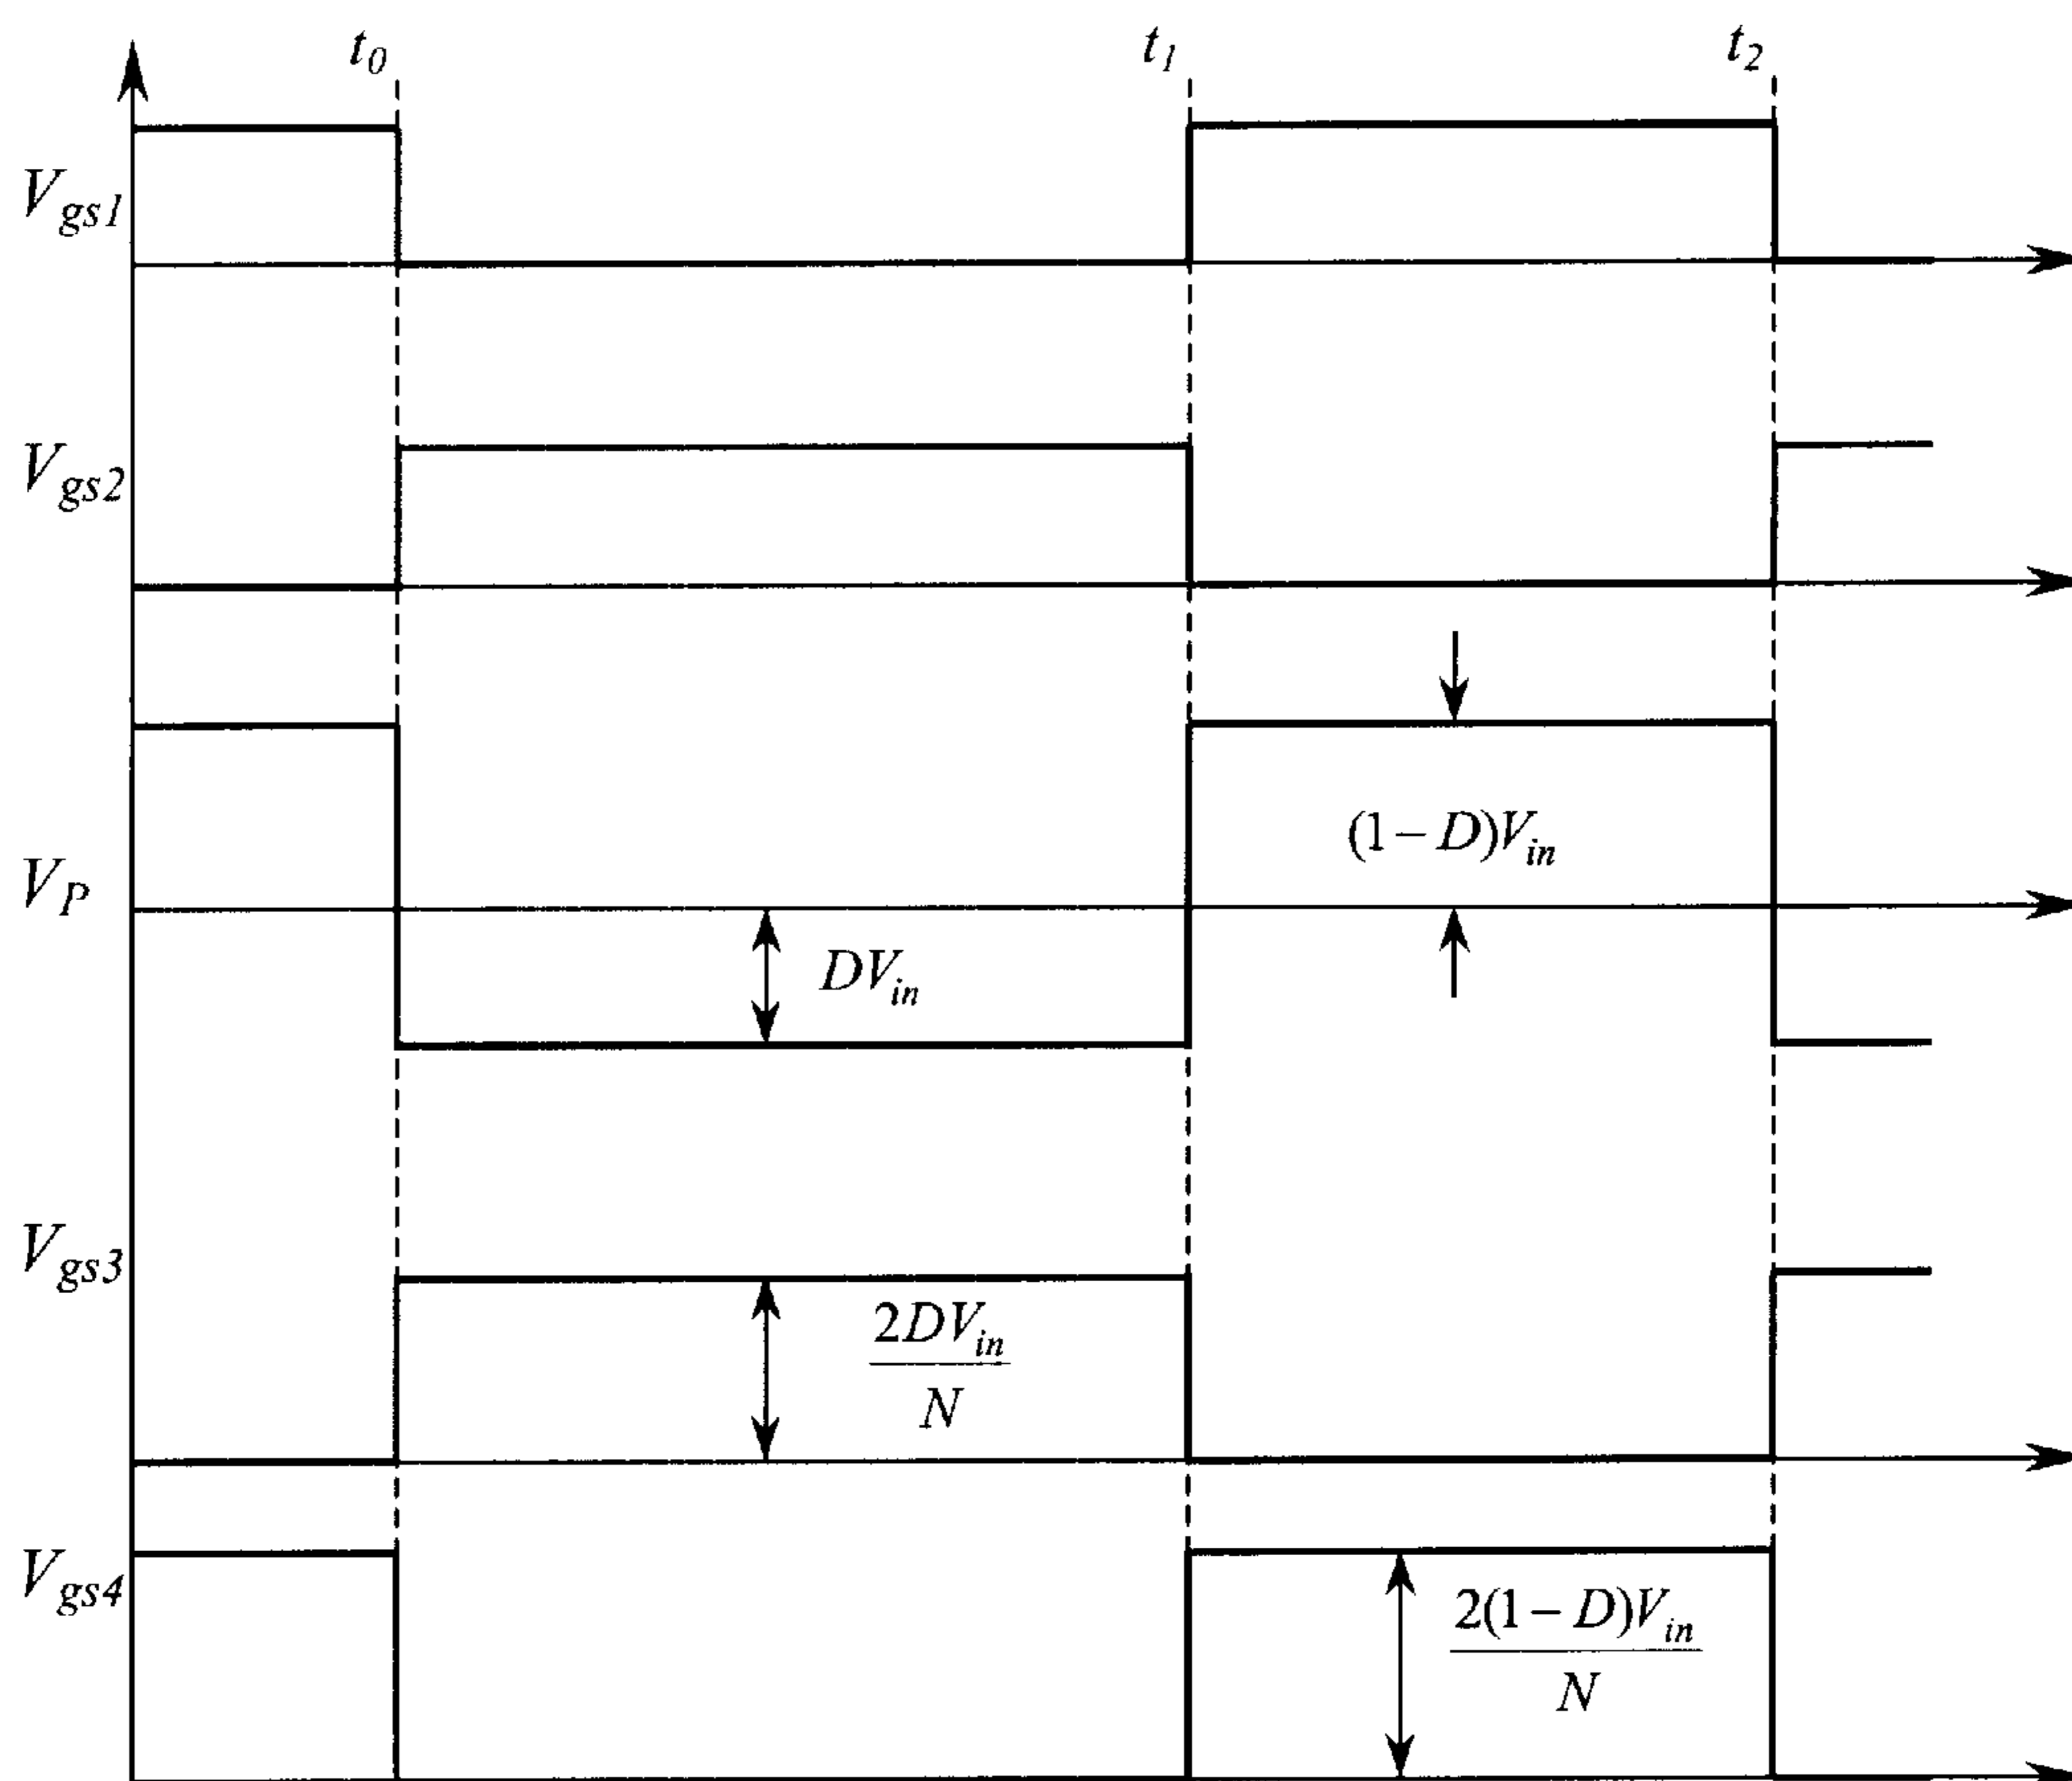 t0 t1 t2
Vgs1
Vgs2
(1−D)Vin
VP
DVin
Vgs3
2DVin
N
Vgs4
2(1−D)Vin
N